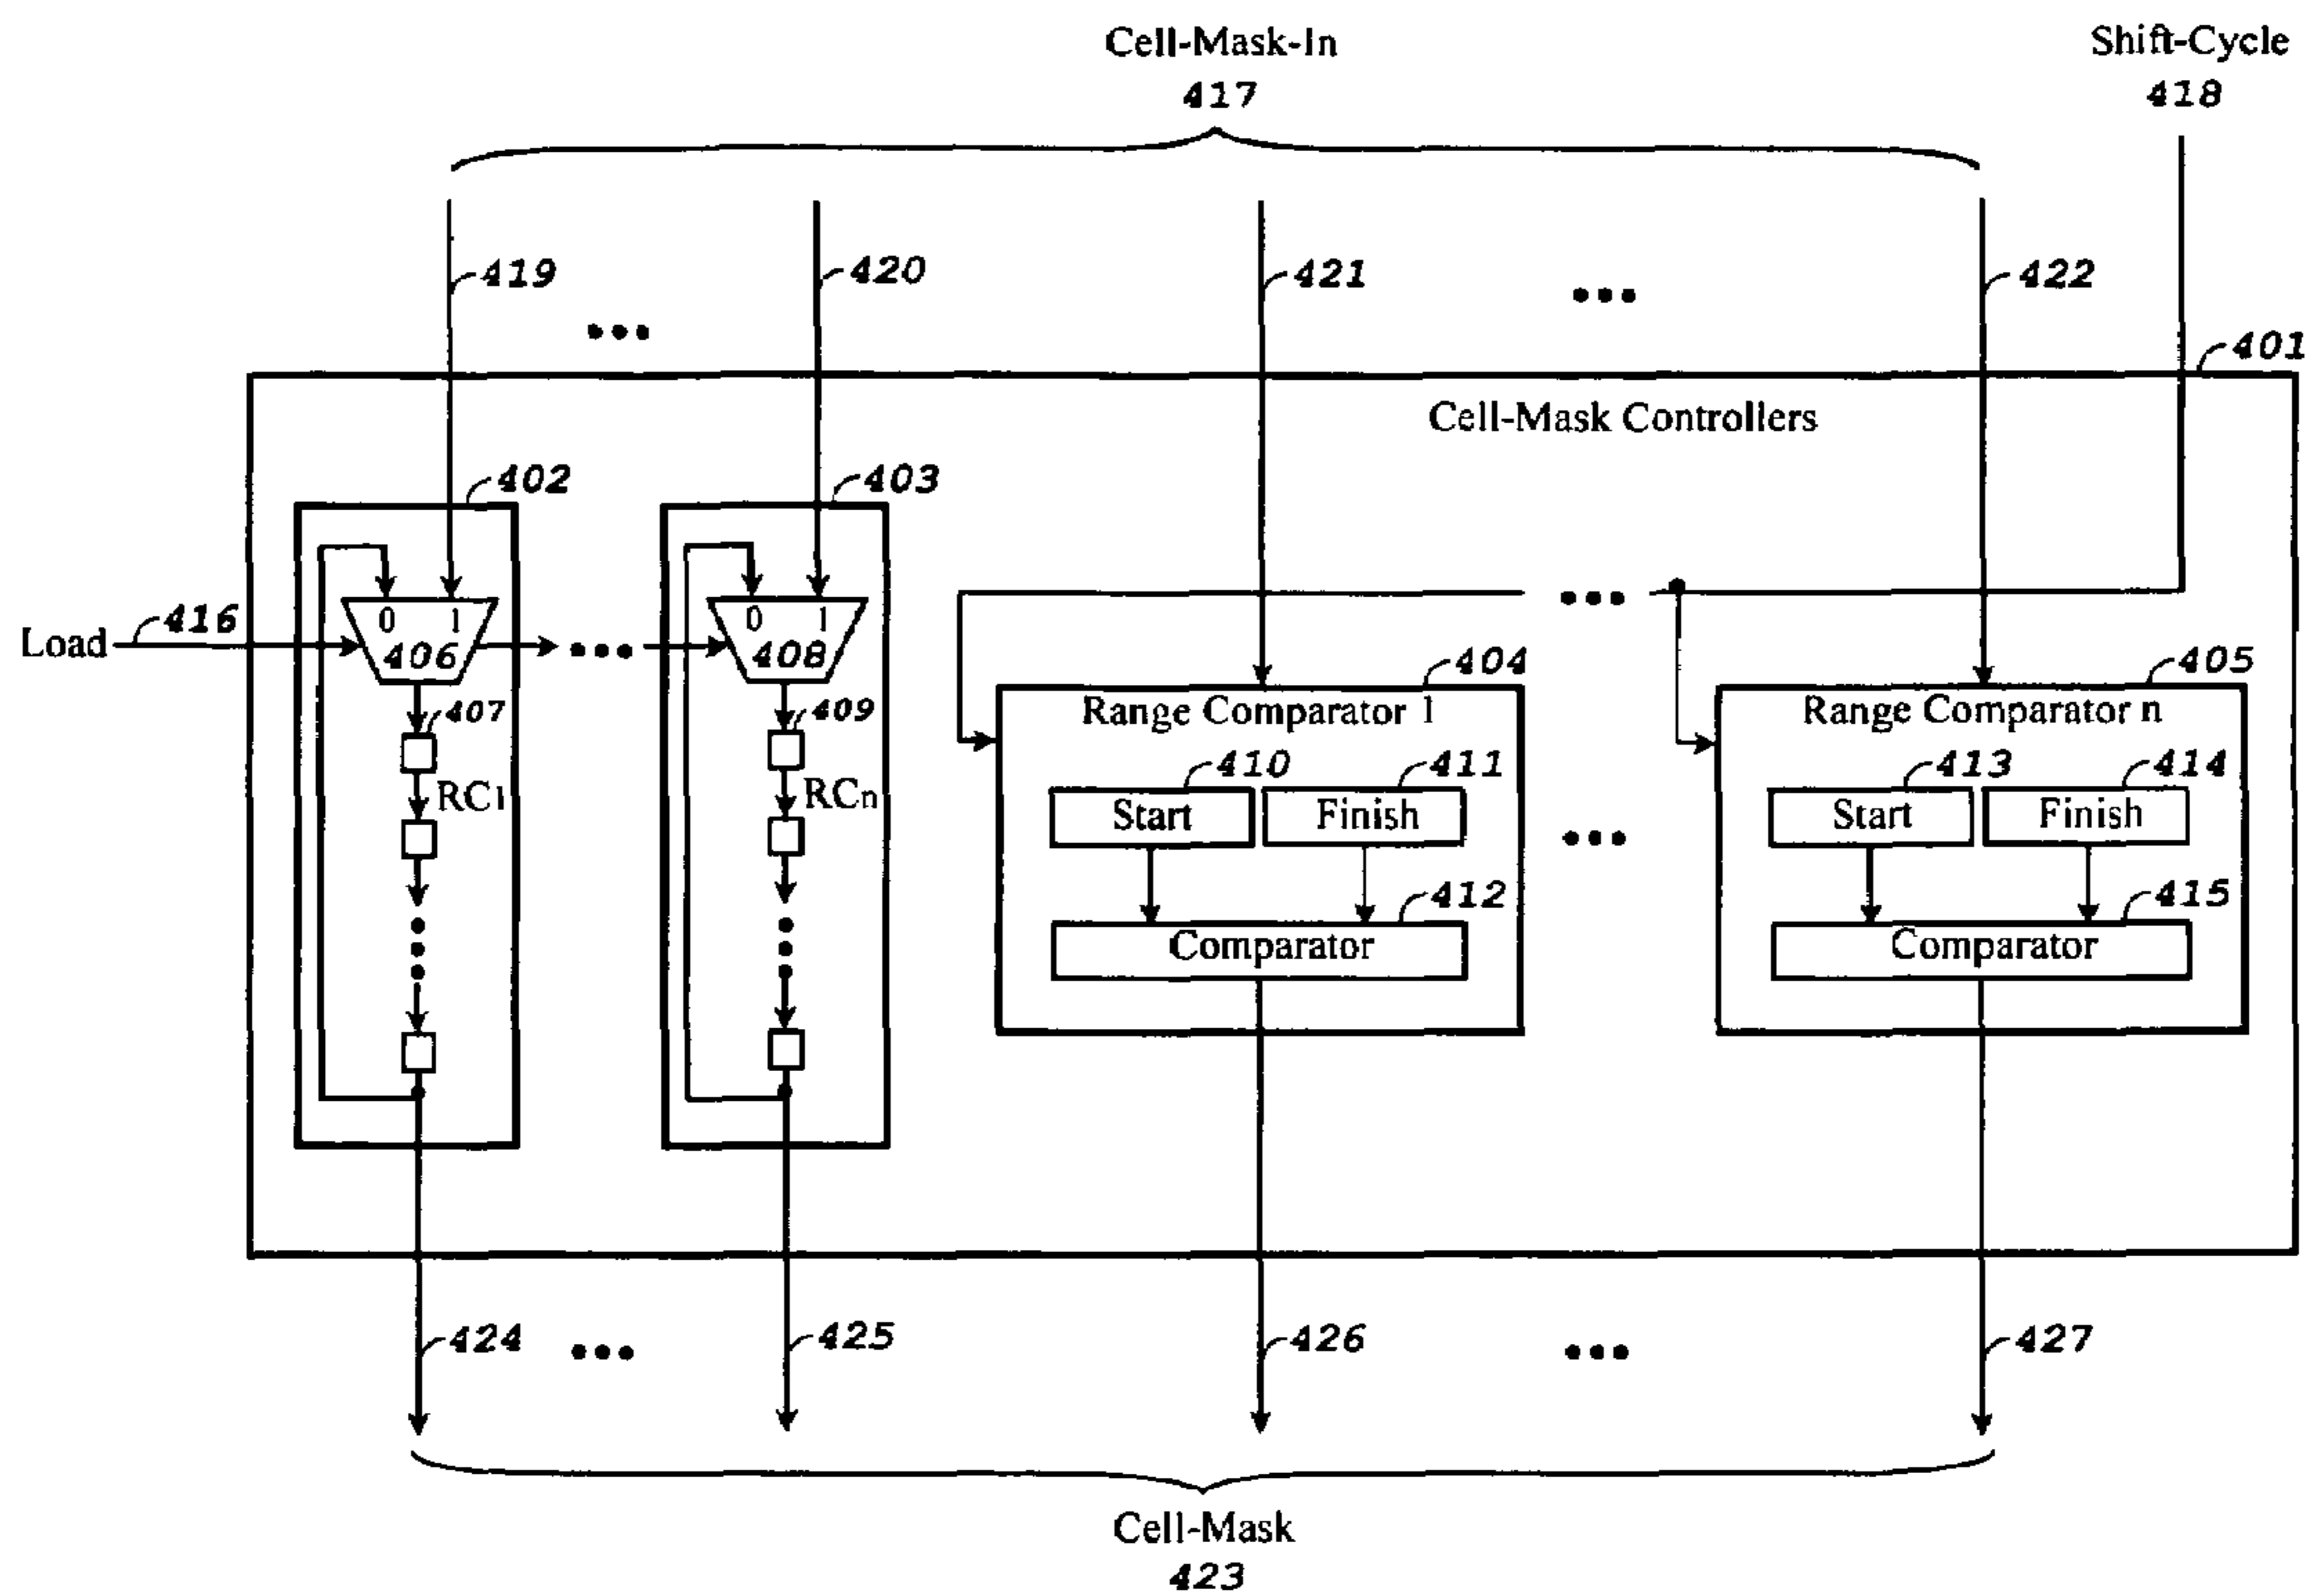 Cell-Mask-In
417
Shift-Cycle
418
419
420
421
422
401
Cell-Mask Controllers
402
403
Load
416
0 1
406
0 1
408
407
RC1
409
RCn
404
Range Comparator 1
410
411
Start
Finish
412
Comparator
405
Range Comparator n
413
414
Start
Finish
415
Comparator
424
425
426
427
Cell-Mask
423